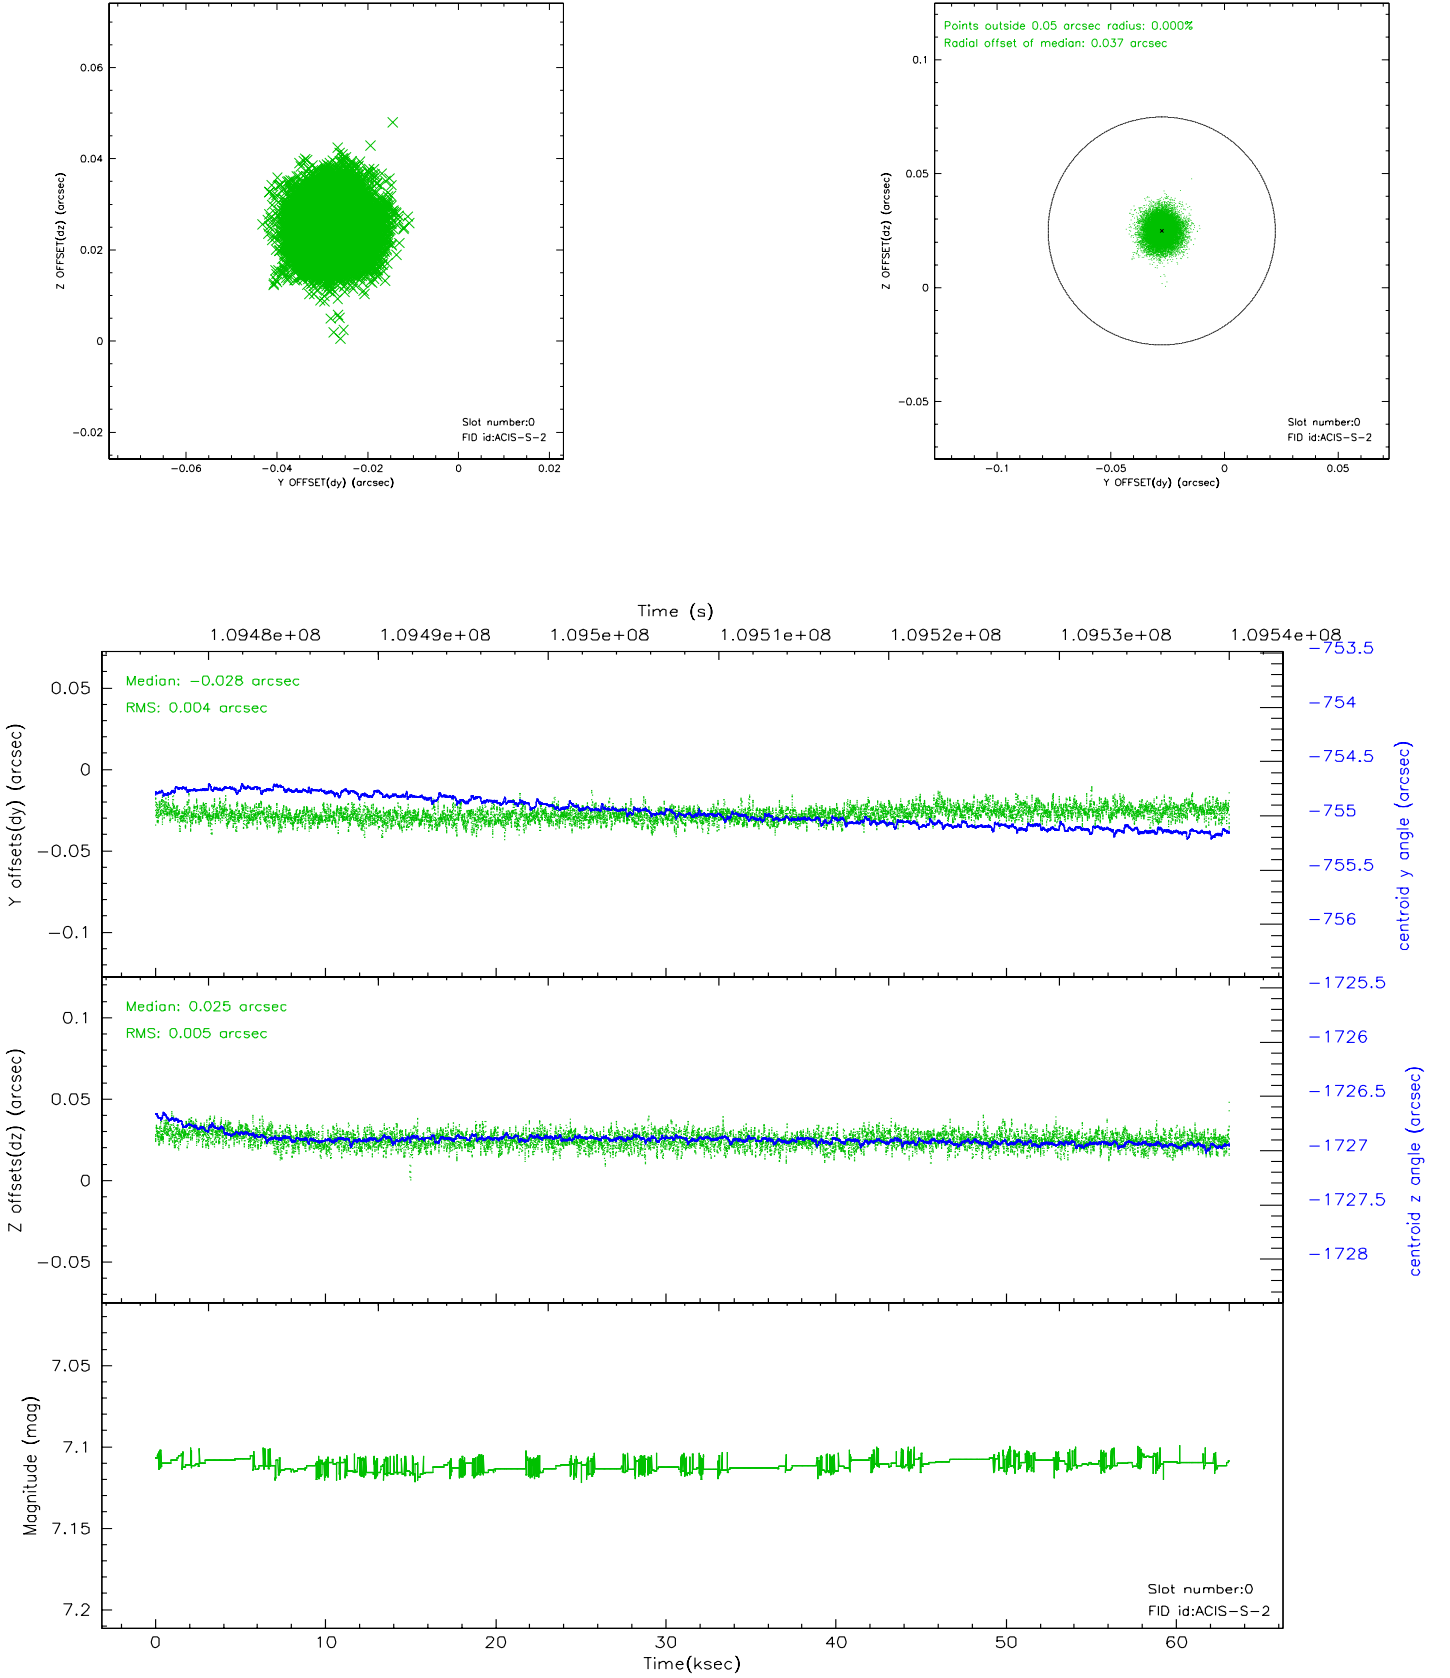 0.06
0.04
0.02
0
−0.02
Z OFFSET(dz) (arcsec)
−0.06
−0.04
−0.02
0
0.02
Y OFFSET(dy) (arcsec)
Slot number:0
FID id:ACIS−S−2
Points outside 0.05 arcsec radius: 0.000%
Radial offset of median: 0.037 arcsec
0.1
0.05
0
−0.05
Z OFFSET(dz) (arcsec)
−0.1
−0.05
0
0.05
Y OFFSET(dy) (arcsec)
Slot number:0
FID id:ACIS−S−2
Time (s)
1.0948e+08
1.0949e+08
1.095e+08
1.0951e+08
1.0952e+08
1.0953e+08
1.0954e+08
Median: −0.028 arcsec
RMS: 0.004 arcsec
0.05
0
−0.05
−0.1
Y offsets(dy) (arcsec)
−753.5
−754
−754.5
−755
−755.5
−756
centroid y angle (arcsec)
Median: 0.025 arcsec
RMS: 0.005 arcsec
0.1
0.05
0
−0.05
Z offsets(dz) (arcsec)
−1725.5
−1726
−1726.5
−1727
−1727.5
−1728
centroid z angle (arcsec)
7.05
7.1
7.15
7.2
Magnitude (mag)
Slot number:0
FID id:ACIS−S−2
0
10
20
30
40
50
60
Time(ksec)